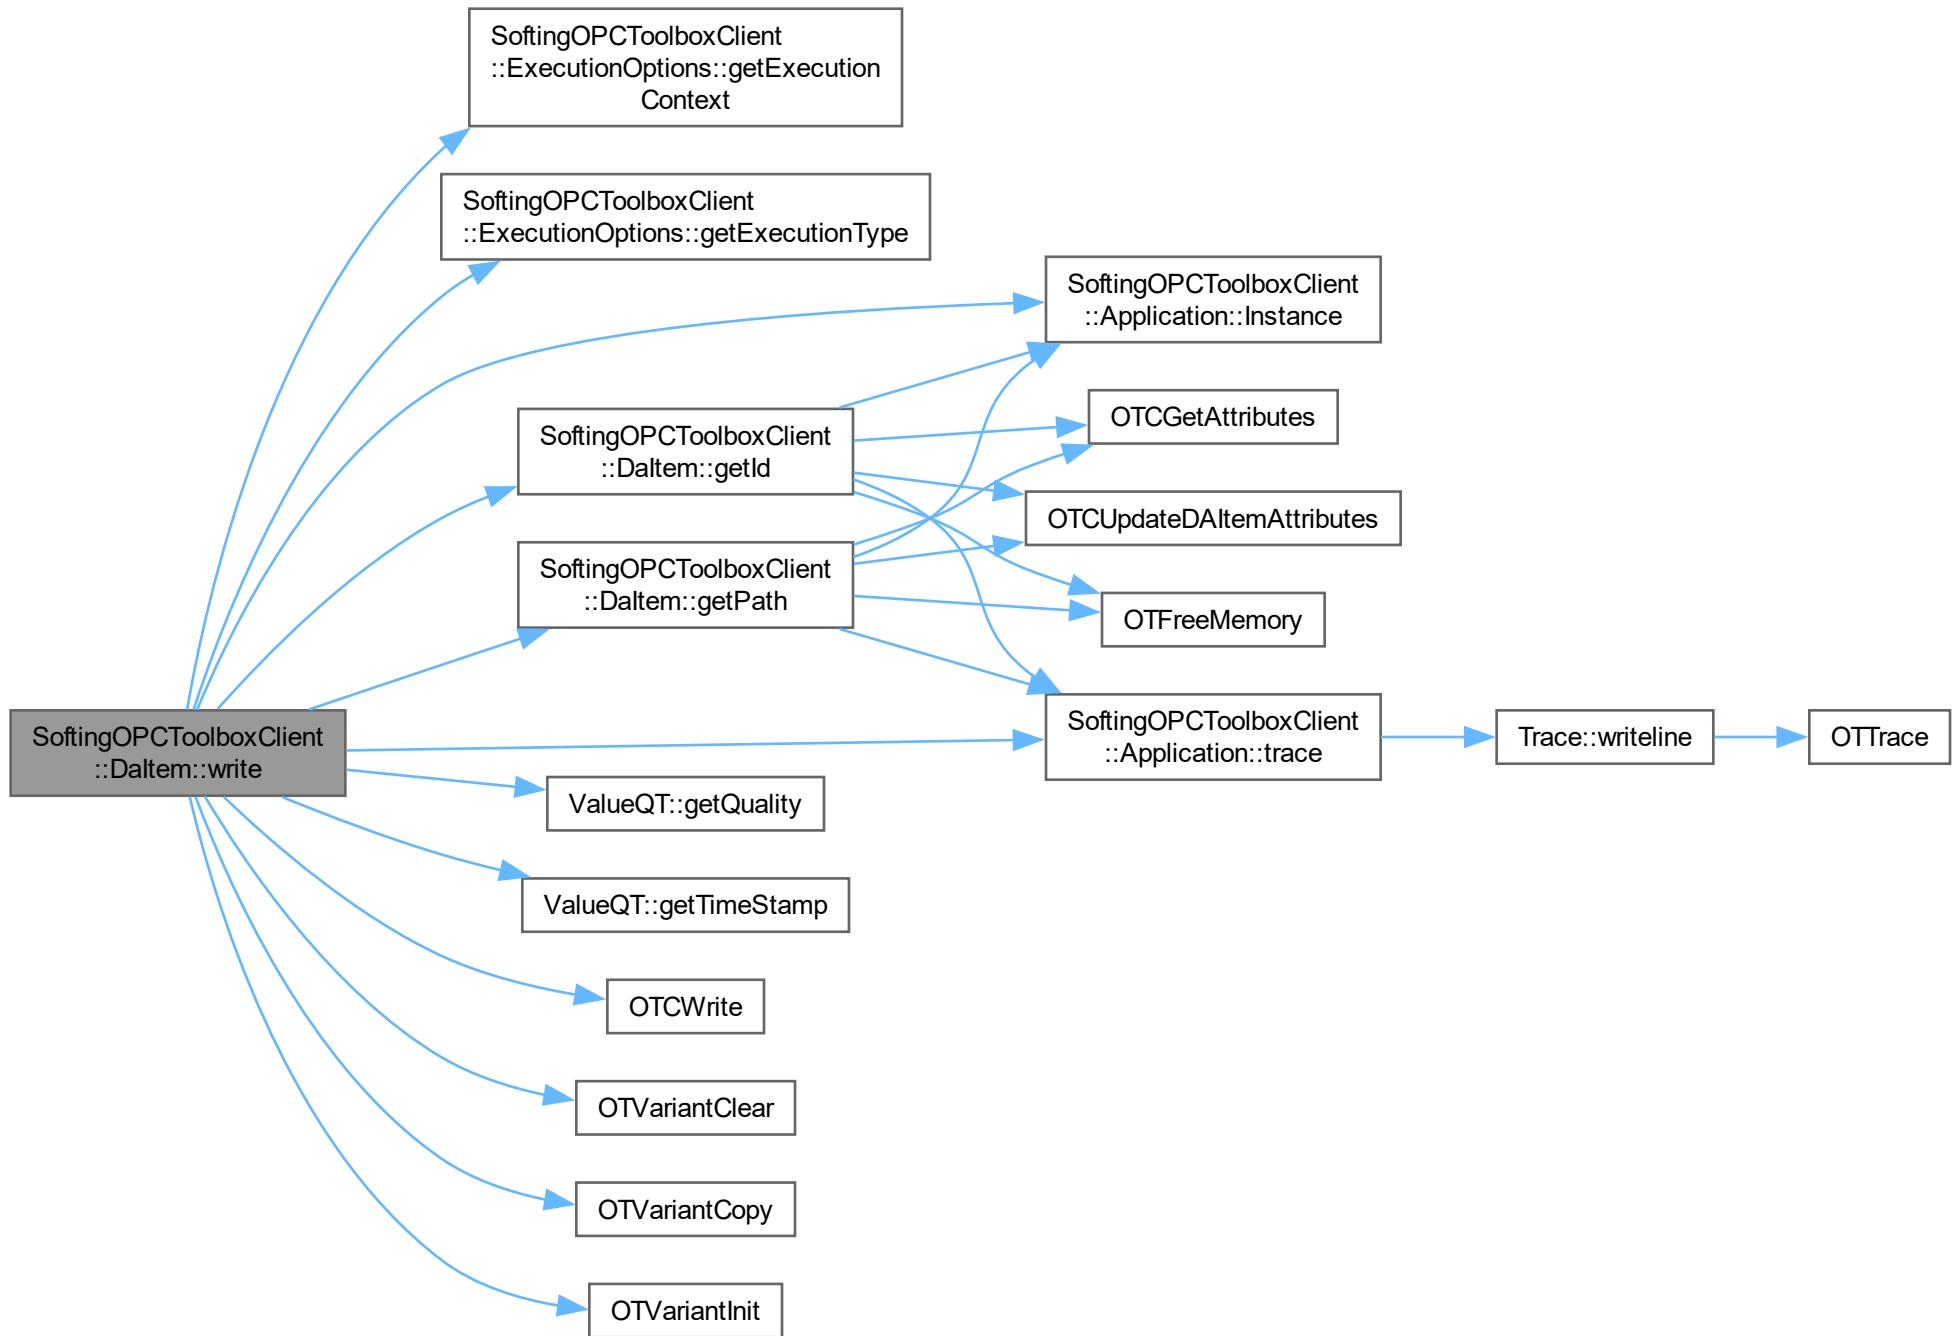 SoftingOPCToolboxClient
::ExecutionOptions::getExecution
Context
SoftingOPCToolboxClient
::ExecutionOptions::getExecutionType
SoftingOPCToolboxClient
::Application::Instance
OTCGetAttributes
SoftingOPCToolboxClient
::DaItem::getId
OTCUpdateDAItemAttributes
SoftingOPCToolboxClient
::DaItem::getPath
OTFreeMemory
SoftingOPCToolboxClient
::Application::trace
Trace::writeline
OTTrace
SoftingOPCToolboxClient
::DaItem::write
ValueQT::getQuality
ValueQT::getTimeStamp
OTCWrite
OTVariantClear
OTVariantCopy
OTVariantInit